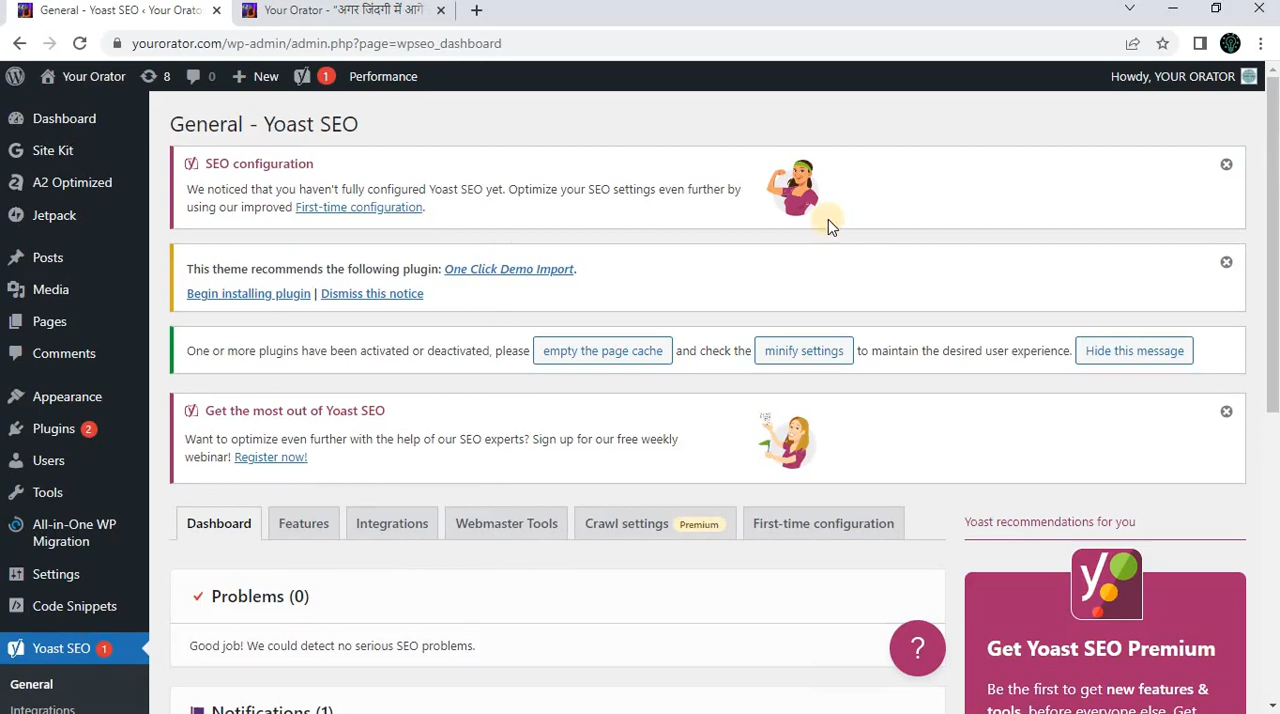 General - Yoast SEO ‹ Your Orato
Your Orator - "अगर जिंदगी में आगे
yourorator.com/wp-admin/admin.php?page=wpseo_dashboard
Your Orator 8 0 New 1 Performance
Howdy, YOUR ORATOR
Dashboard
Site Kit
A2 Optimized
Jetpack
Posts
Media
Pages
Comments
Appearance
Plugins 2
Users
Tools
All-in-One WP
Migration
Settings
Code Snippets
Yoast SEO 1
General
Integrations
General - Yoast SEO
SEO configuration
We noticed that you haven't fully configured Yoast SEO yet. Optimize your SEO settings even further by
using our improved First-time configuration.
This theme recommends the following plugin: One Click Demo Import.
Begin installing plugin | Dismiss this notice
One or more plugins have been activated or deactivated, please empty the page cache and check the minify settings to maintain the desired user experience. Hide this message
Get the most out of Yoast SEO
Want to optimize even further with the help of our SEO experts? Sign up for our free weekly
webinar! Register now!
Dashboard Features Integrations Webmaster Tools Crawl settings Premium First-time configuration
Problems (0)
Good job! We could detect no serious SEO problems.
Notifications (1)
?
Yoast recommendations for you
y
Get Yoast SEO Premium
Be the first to get new features &
tools, before everyone else. Get